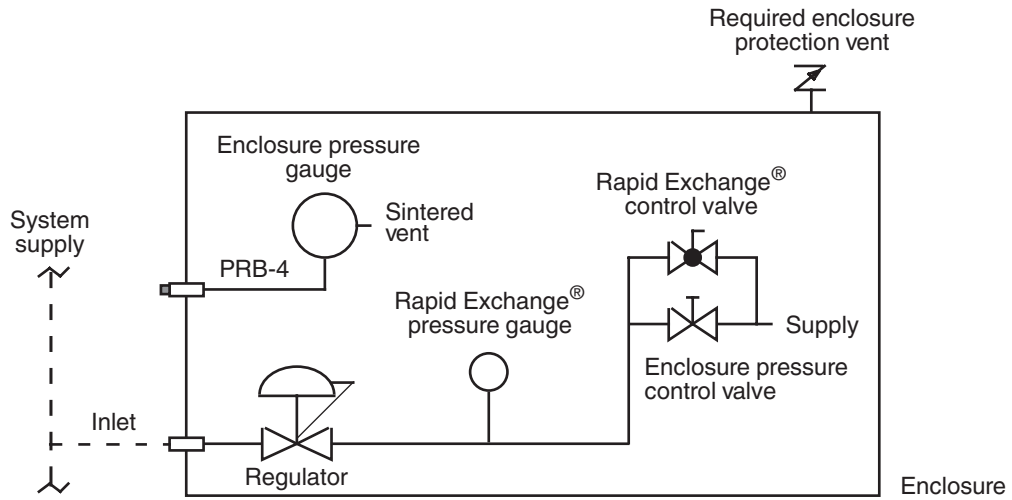 Required enclosure
protection vent
Enclosure pressure
gauge
Rapid Exchange®
control valve
System
supply
Sintered
vent
PRB-4
Rapid Exchange®
pressure gauge
Supply
Enclosure pressure
control valve
Inlet
Regulator
Enclosure